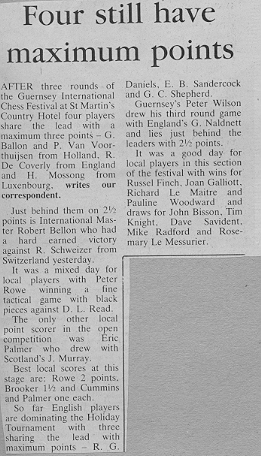 Four still have
maximum points
AFTER three rounds of
the Guernsey International
Chess Festival at St Martin's
Country Hotel four players
share the lead with a
maximum three points – G.
Ballon and P. Van Voor-
thuijsen from Holland, R.
De Coverly from England
and H. Mossong from
Luxenbourg, writes our
correspondent.
Just behind them on 2½
points is International Mas-
ter Robert Bellon who had
a hard earned victory
against R. Schweizer from
Switzerland yesterday.
It was a mixed day for
local players with Peter
Rowe winning a fine
tactical game with black
pieces against D. L. Read.
The only other local
point scorer in the open
competition was Eric
Palmer who drew with
Scotland's J. Murray.
Best local scores at this
stage are: Rowe 2 points,
Brooker 1½ and Cummins
and Palmer one each.
So far English players
are dominating the Holiday
Tournament with three
sharing the lead with
maximum points – R. G.
Daniels, E. B. Sandercock
and G. C. Shepherd.
Guernsey's Peter Wilson
drew his third round game
with England's G. Naldnett
and lies just behind the
leaders with 2½ points.
It was a good day for
local players in this section
of the festival with wins for
Russel Finch, Joan Galliott,
Richard Le Maitre and
Pauline Woodward and
draws for John Bisson, Tim
Knight, Dave Savident,
Mike Radford and Rose-
mary Le Messurier.